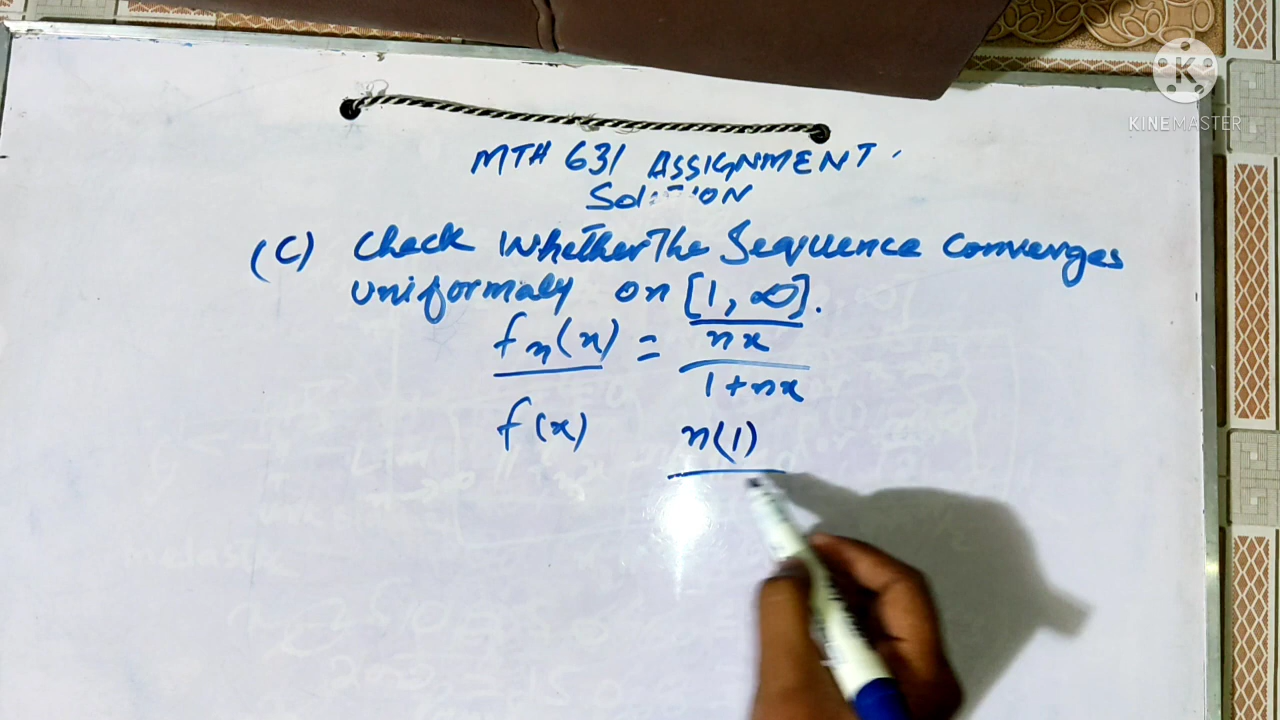 KINEMASTER
MTH 631 ASSIGNMENT.
(C) Check Whether The Sequence Converges
uniformaly on [1, ∞].
fn(x) = nx / 1+nx
f(x) n(1)